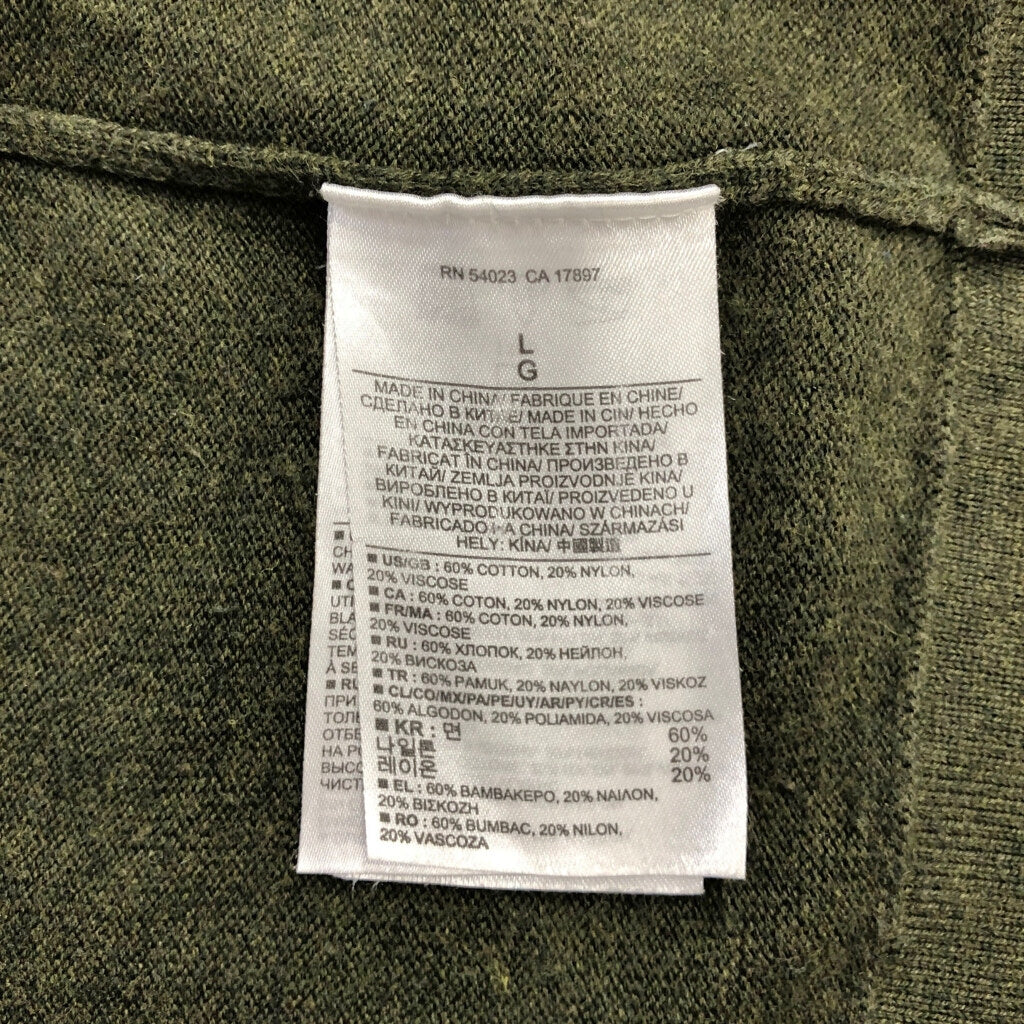 RN 54023 CA 17897
L
G
MADE IN CHINA/ FABRIQUE EN CHINE/
СДЕЛАНО В КИТАЕ/ MADE IN CIN/ HECHO
EN CHINA CON TELA IMPORTADA/
ΚΑΤΑΣΚΕΥΑΣΤΗΚΕ ΣΤΗΝ ΚΙΝΑ/
FABRICAT ÎN CHINA/ ПРОИЗВЕДЕНО В
КИТАЙ/ ZEMLJA PROIZVODNJE KINA/
ВИРОБЛЕНО В КИТАЇ/ PROIZVEDENO U
KINI/ WYPRODUKOWANO W CHINACH/
FABRICADO NA CHINA/ SZÁRMAZÁSI
HELY: KÍNA/ 中國製造
■ US/GB : 60% COTTON, 20% NYLON,
20% VISCOSE
■ CA : 60% COTON, 20% NYLON, 20% VISCOSE
■ FR/MA : 60% COTON, 20% NYLON,
20% VISCOSE
■ RU : 60% ХЛОПОК, 20% НЕЙЛОН,
20% ВИСКОЗА
■ TR : 60% PAMUK, 20% NAYLON, 20% VISKOZ
■ CL/CO/MX/PA/PE/UY/AR/PY/CR/ES :
60% ALGODON, 20% POLIAMIDA, 20% VISCOSA
■ KR : 면 60%
나일론 20%
레이온 20%
■ EL : 60% ΒΑΜΒΑΚΕΡΟ, 20% ΝΑΙΛΟΝ,
20% ΒΙΣΚΟΖΗ
■ RO : 60% BUMBAC, 20% NILON,
20% VASCOZA